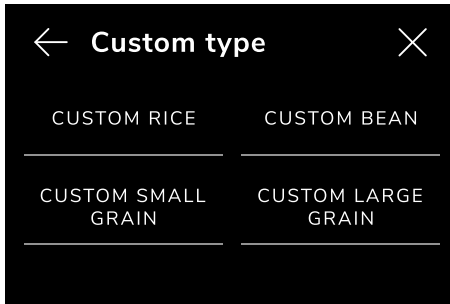 Custom type
CUSTOM RICE
CUSTOM BEAN
CUSTOM SMALL
GRAIN
CUSTOM LARGE
GRAIN